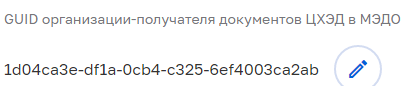 GUID организации-получателя документов ЦХЭД в МЭДО
1d04ca3e-df1a-0cb4-c325-6ef4003ca2ab